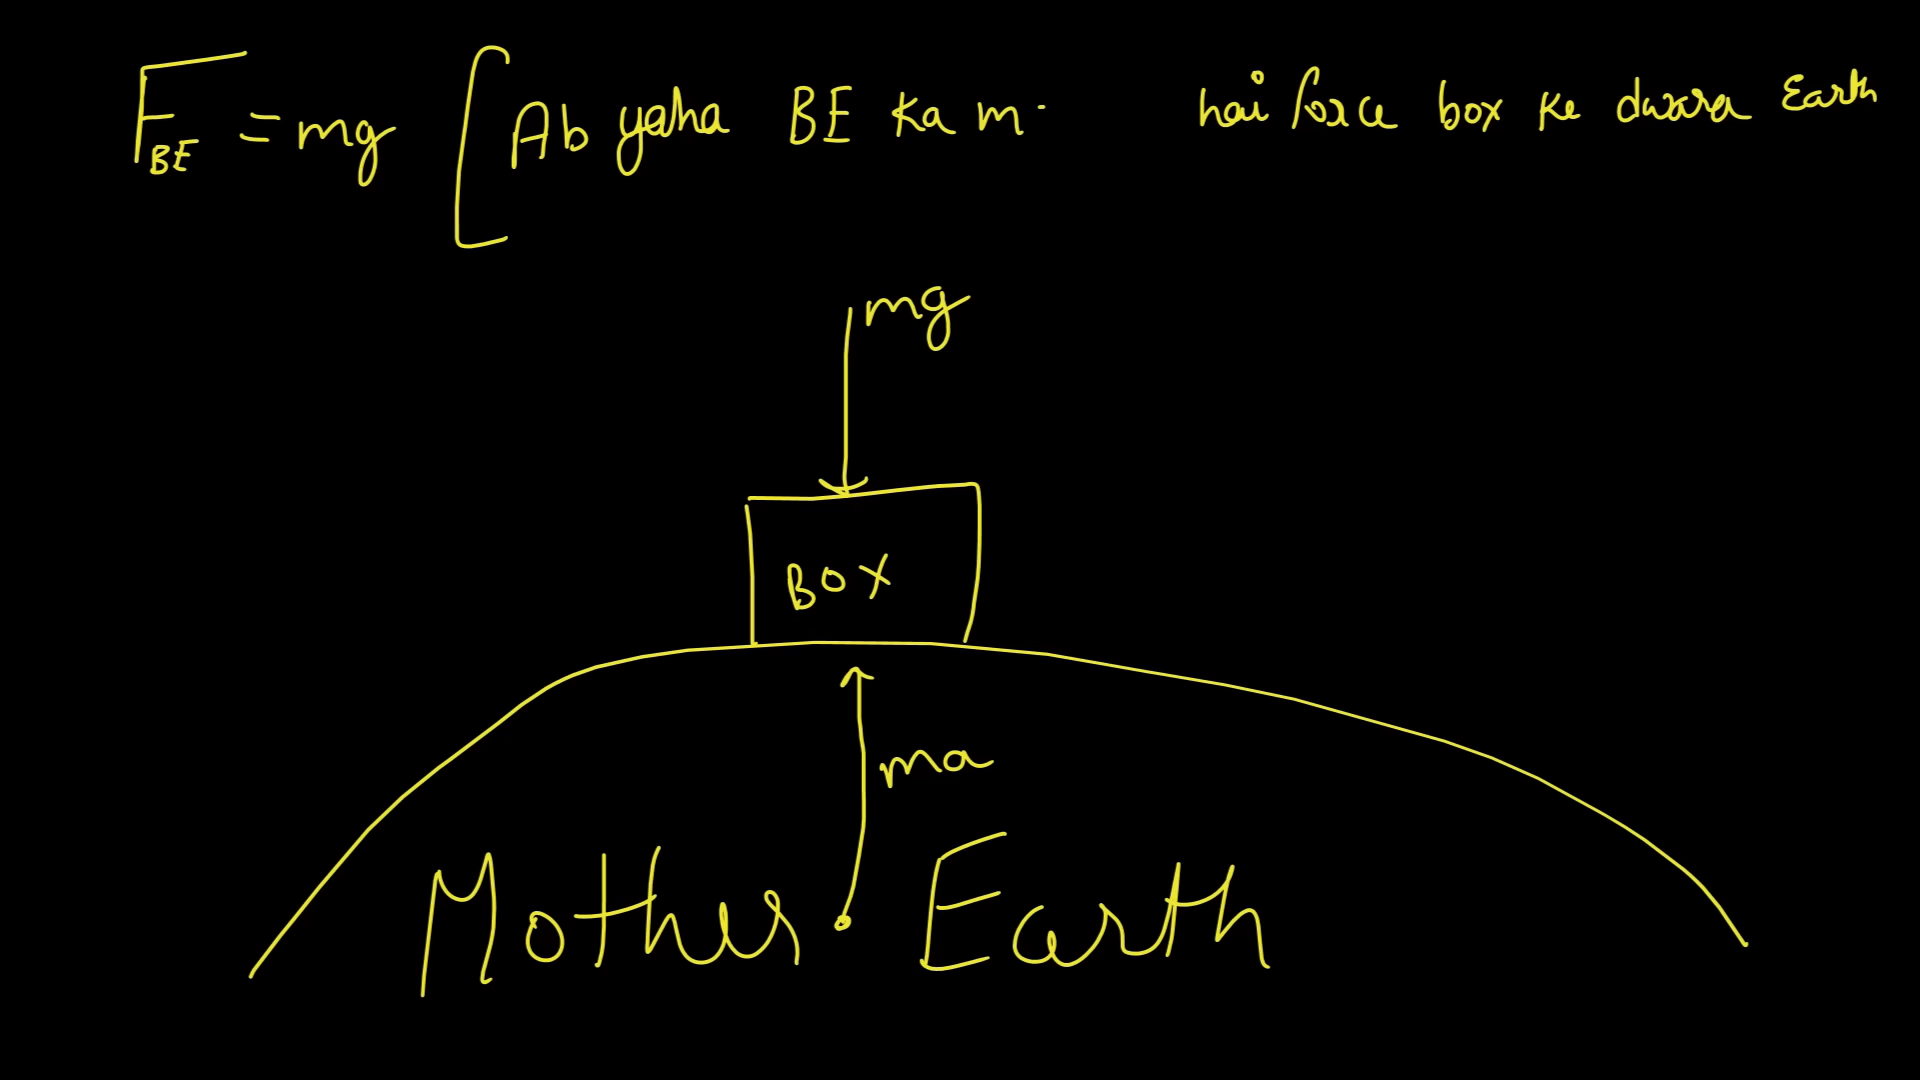 F_BE = mg [ Ab yaha BE ka m hai force box ke dwara Earth
mg
BOX
ma
Mother Earth